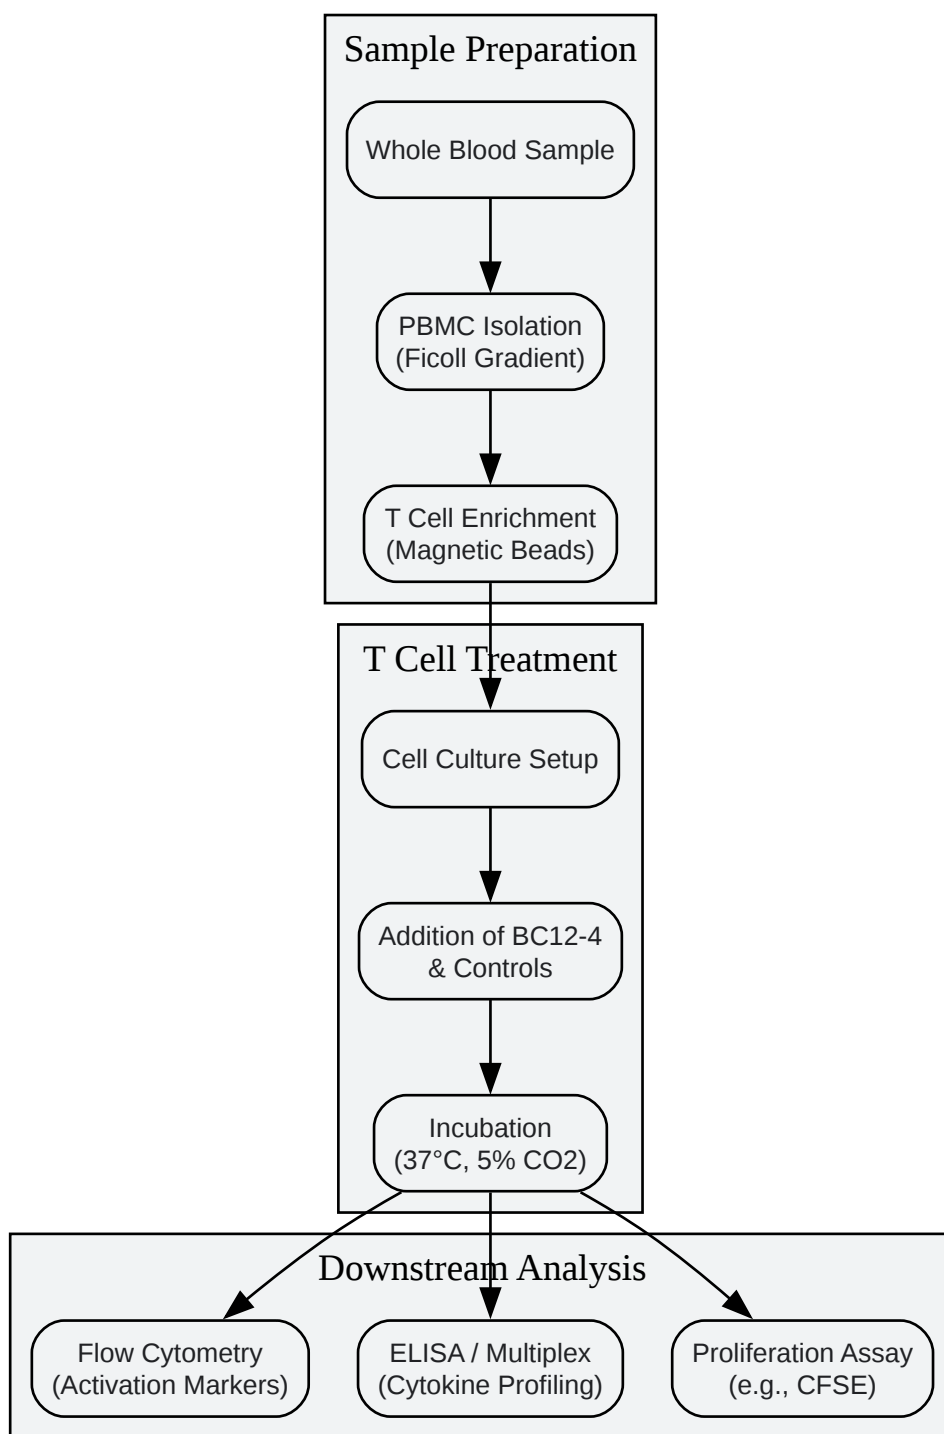 Sample Preparation
Whole Blood Sample
PBMC Isolation
(Ficoll Gradient)
T Cell Enrichment
(Magnetic Beads)
T Cell Treatment
Cell Culture Setup
Addition of BC12-4
& Controls
Incubation
(37°C, 5% CO2)
Downstream Analysis
Flow Cytometry
(Activation Markers)
ELISA / Multiplex
(Cytokine Profiling)
Proliferation Assay
(e.g., CFSE)